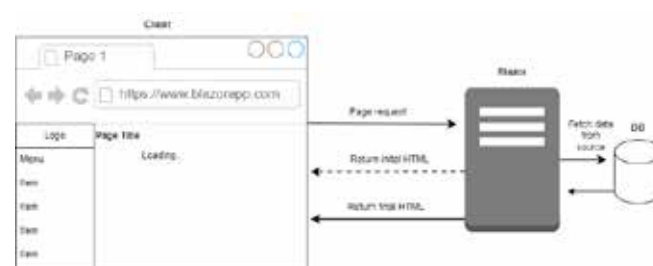 Client
Page 1
https://www.blazorapp.com
Logo
Page Title
Menu
Loading.
Item
Item
Item
Item
Page request
Return initial HTML
Return final HTML
Blazor
Fetch data
from
source
DB